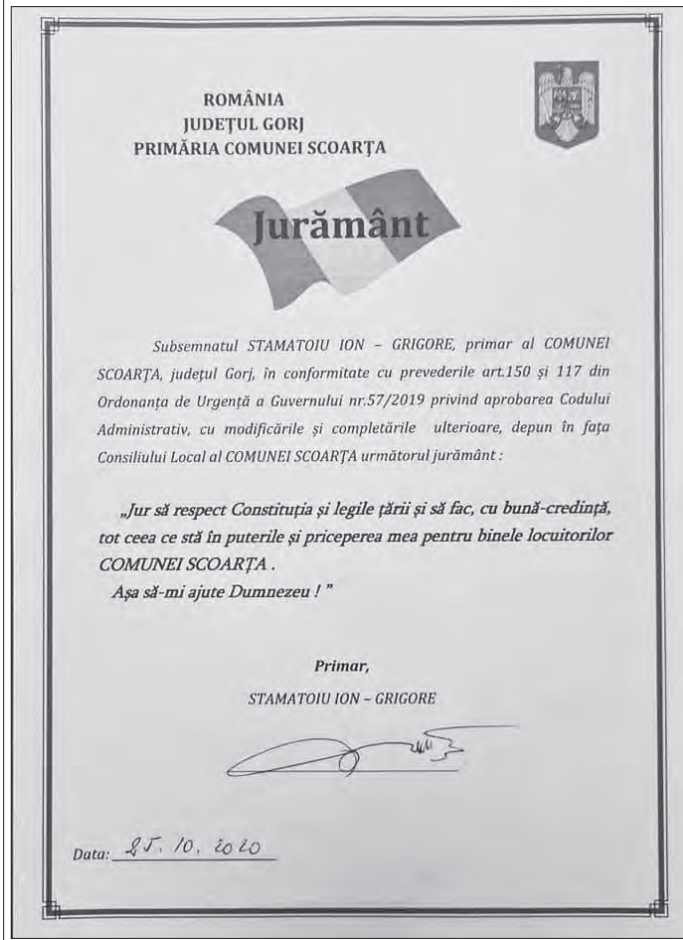 ROMÂNIA
JUDEȚUL GORJ
PRIMĂRIA COMUNEI SCOARȚA
Jurământ
Subsemnatul STAMATOIU ION – GRIGORE, primar al COMUNEI
SCOARȚA, județul Gorj, în conformitate cu prevederile art.150 și 117 din
Ordonanța de Urgență a Guvernului nr.57/2019 privind aprobarea Codului
Administrativ, cu modificările și completările ulterioare, depun în fața
Consiliului Local al COMUNEI SCOARȚA următorul jurământ :
„Jur să respect Constituția și legile țării și să fac, cu bună-credință,
tot ceea ce stă în puterile și priceperea mea pentru binele locuitorilor
COMUNEI SCOARȚA .
Așa să-mi ajute Dumnezeu ! ”
Primar,
STAMATOIU ION – GRIGORE
Data: 25. 10. 2020